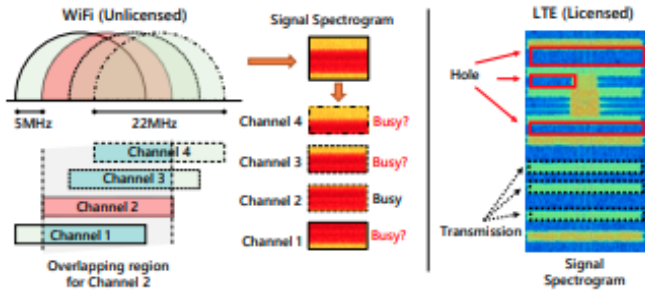 WiFi (Unlicensed)
Signal Spectrogram
5MHz
22MHz
Channel 4
Channel 3
Channel 2
Channel 1
Overlapping region
for Channel 2
Channel 4
Busy?
Channel 3
Busy?
Channel 2
Busy
Channel 1
Busy?
LTE (Licensed)
Hole
Transmission
Signal
Spectrogram